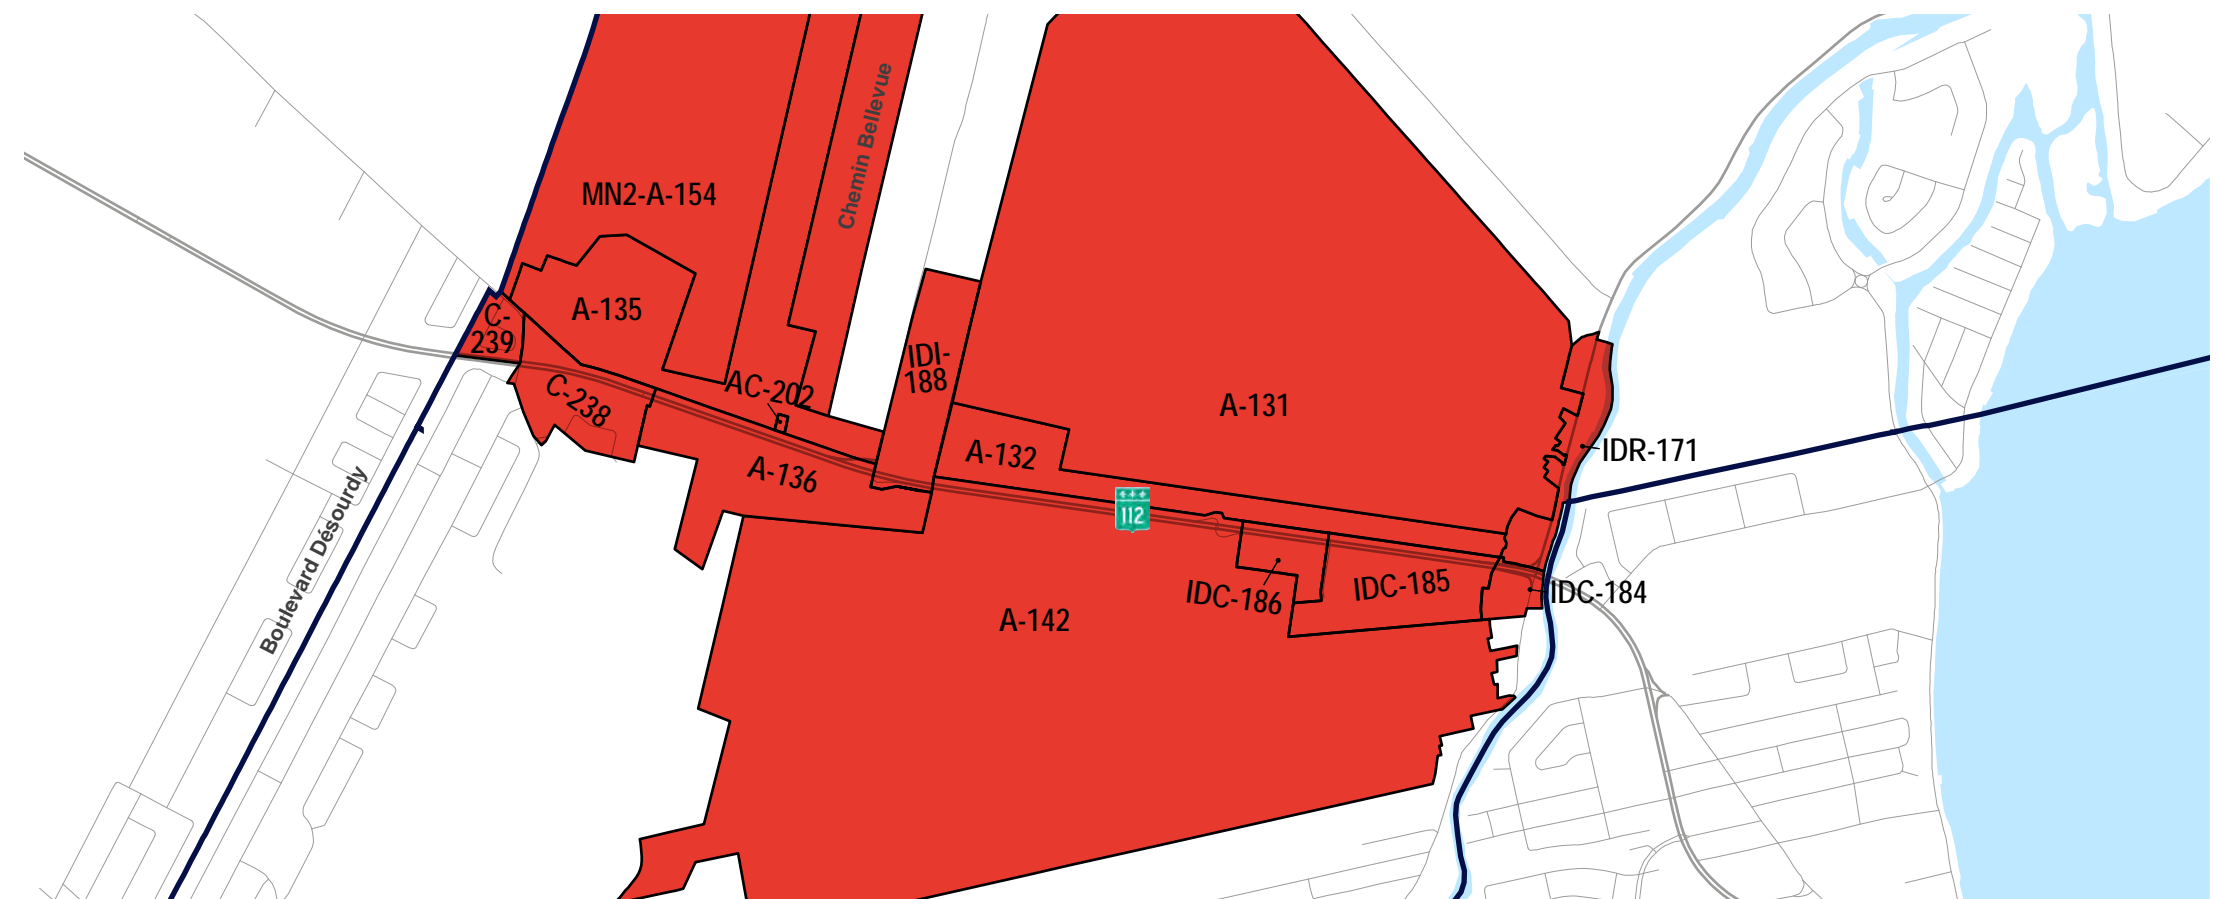 Chemin Bellevue
MN2-A-154
A-135
C-
239
C-238
AC-202
IDI-
188
A-131
A-132
A-136
IDR-171
112
IDC-186
IDC-185
IDC-184
A-142
Boulevard Désourdy